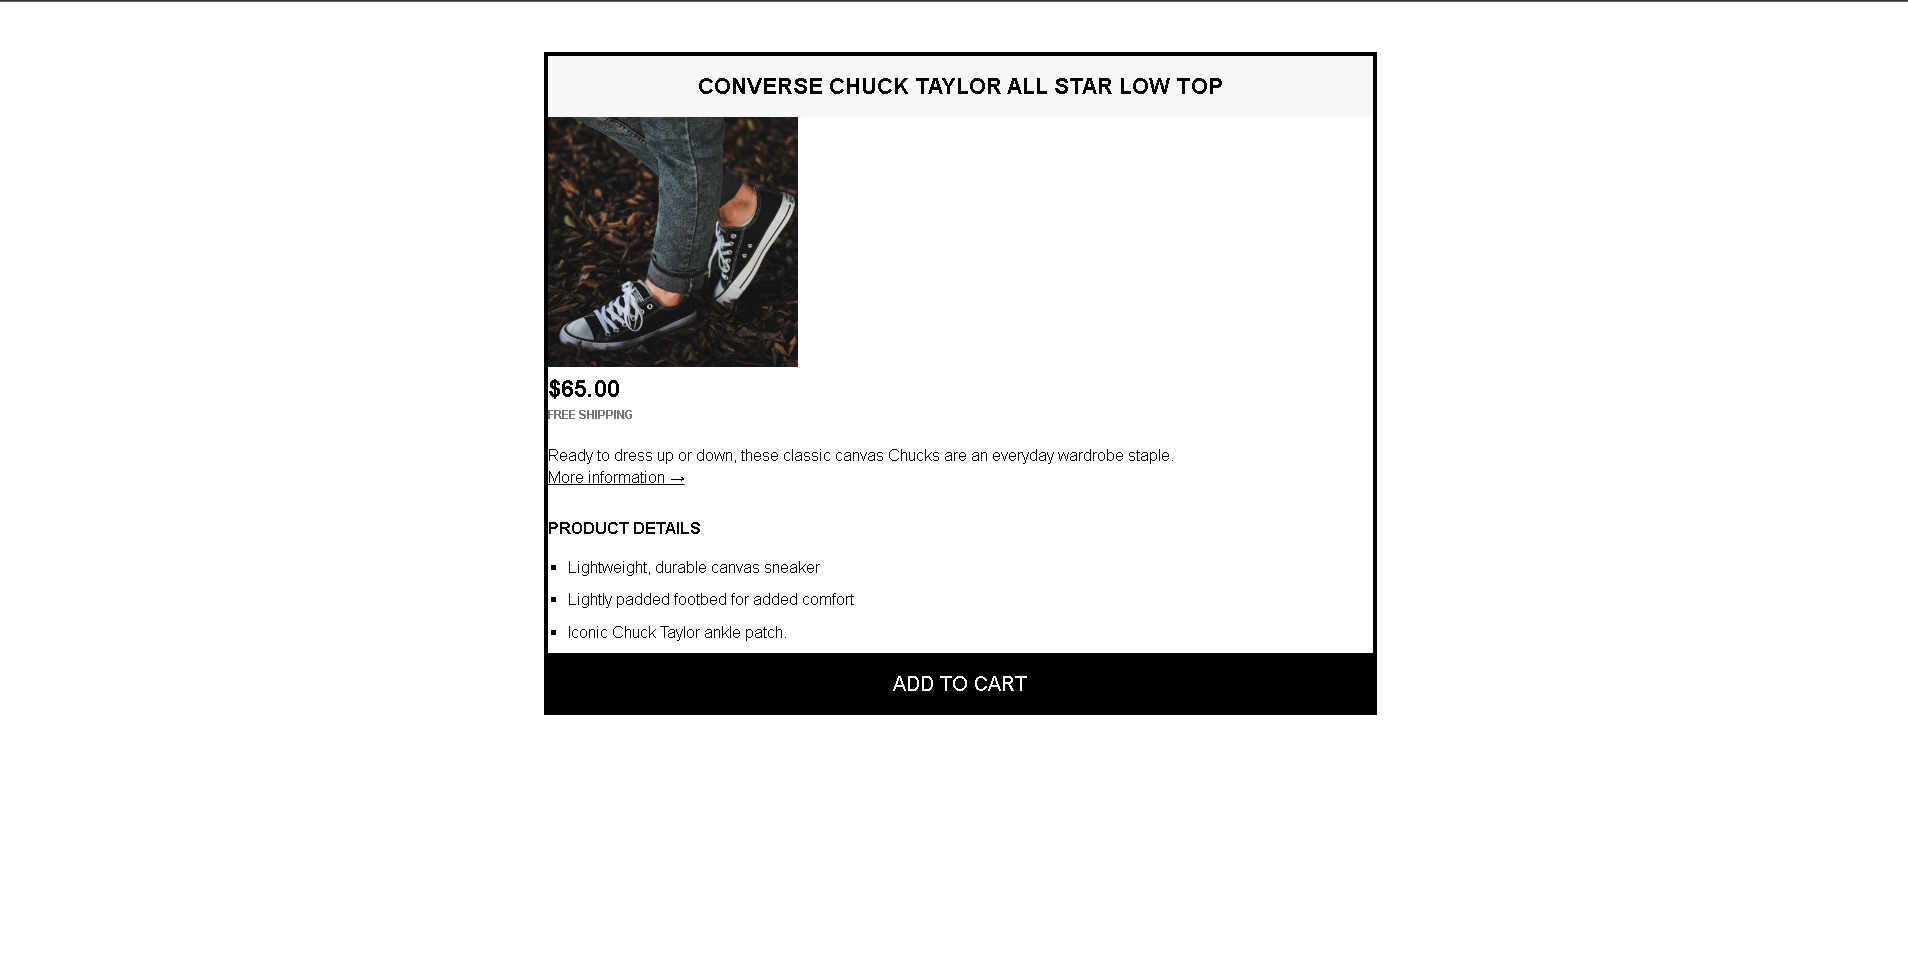 CONVERSE CHUCK TAYLOR ALL STAR LOW TOP
$65.00
FREE SHIPPING
Ready to dress up or down, these classic canvas Chucks are an everyday wardrobe staple.
More information →
PRODUCT DETAILS
Lightweight, durable canvas sneaker
Lightly padded footbed for added comfort
Iconic Chuck Taylor ankle patch.
ADD TO CART